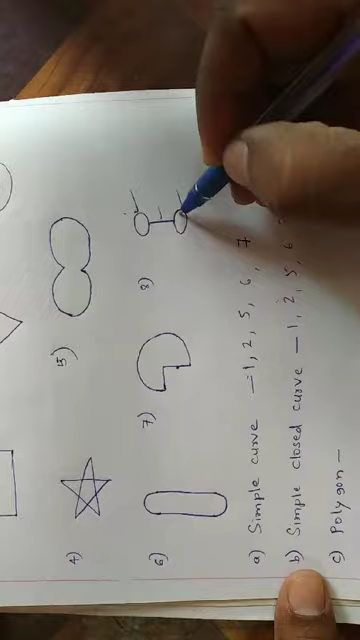 4)
5)
6)
7)
8)
a) Simple curve — 1, 2, 5, 6, 7
b) Simple closed curve — 1, 2, 5, 6
c) Polygon —